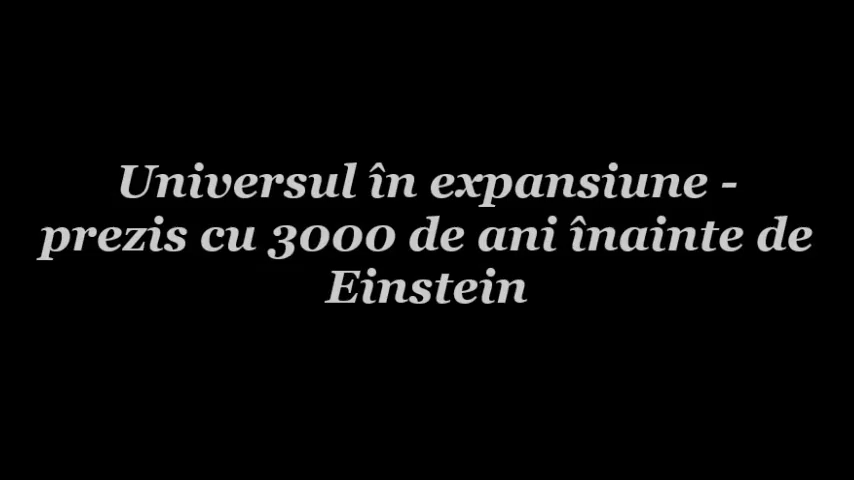 Universul în expansiune -
prezis cu 3000 de ani înainte de
Einstein